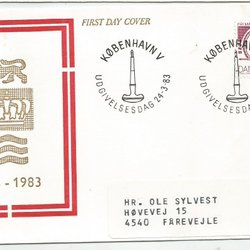 FIRST DAY COVER
KØBENHAVN V
UDGIVELSESDAG 24-3-83
KØBENHAVN V
UDGIVELSESDAG
- 1983
HR. OLE SYLVEST
HØVEVEJ 15
4540 FÅREVEJLE